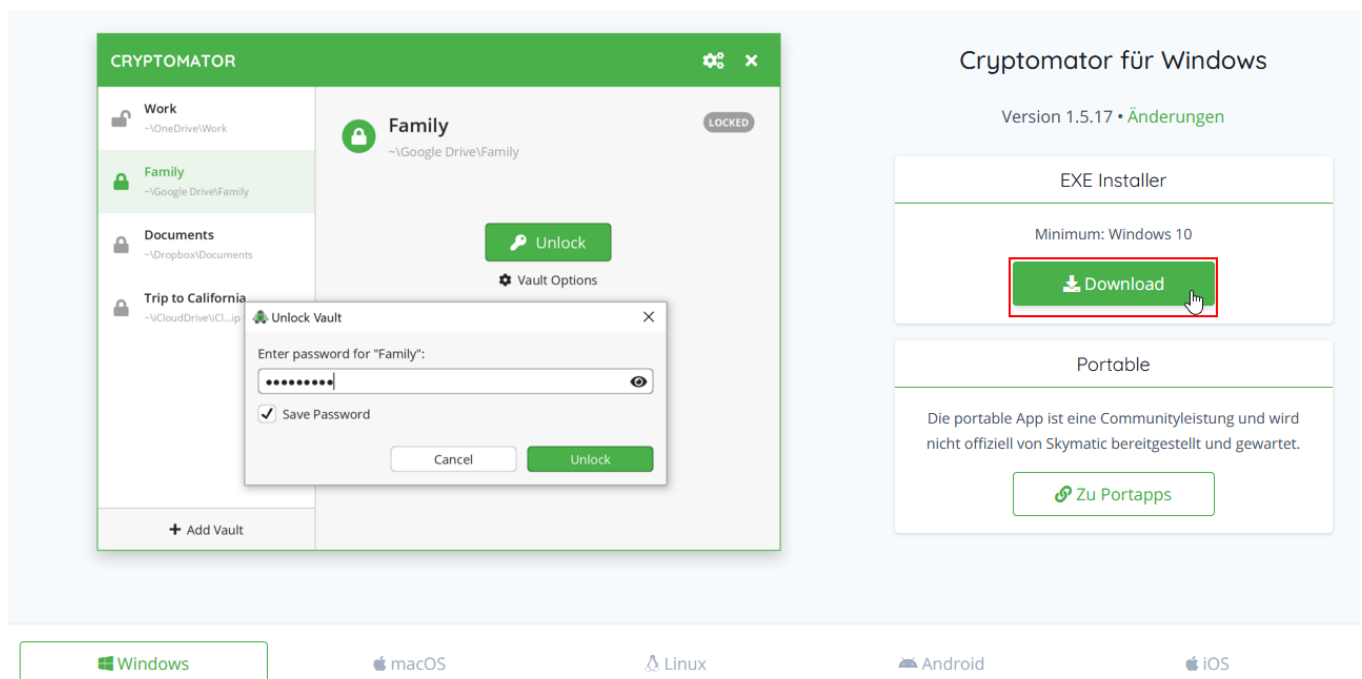 CRYPTOMATOR
Work
~\OneDrive\Work
Family
~\Google Drive\Family
Documents
~\Dropbox\Documents
Trip to California
~\iCloudDrive\iCl...ip
+ Add Vault
Family
~\Google Drive\Family
LOCKED
Unlock
Vault Options
Unlock Vault
Enter password for "Family":
Save Password
Cancel
Unlock
Cryptomator für Windows
Version 1.5.17 • Änderungen
EXE Installer
Minimum: Windows 10
Download
Portable
Die portable App ist eine Communityleistung und wird
nicht offiziell von Skymatic bereitgestellt und gewartet.
Zu Portapps
Windows
macOS
Linux
Android
iOS